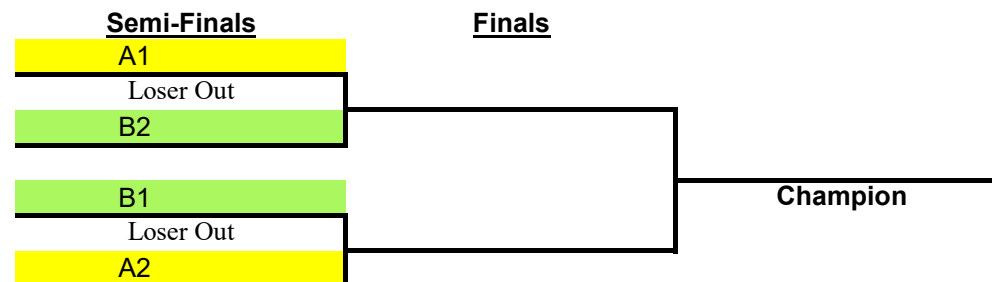 Semi-Finals Finals
A1
Loser Out
B2
B1
Champion
Loser Out
A2